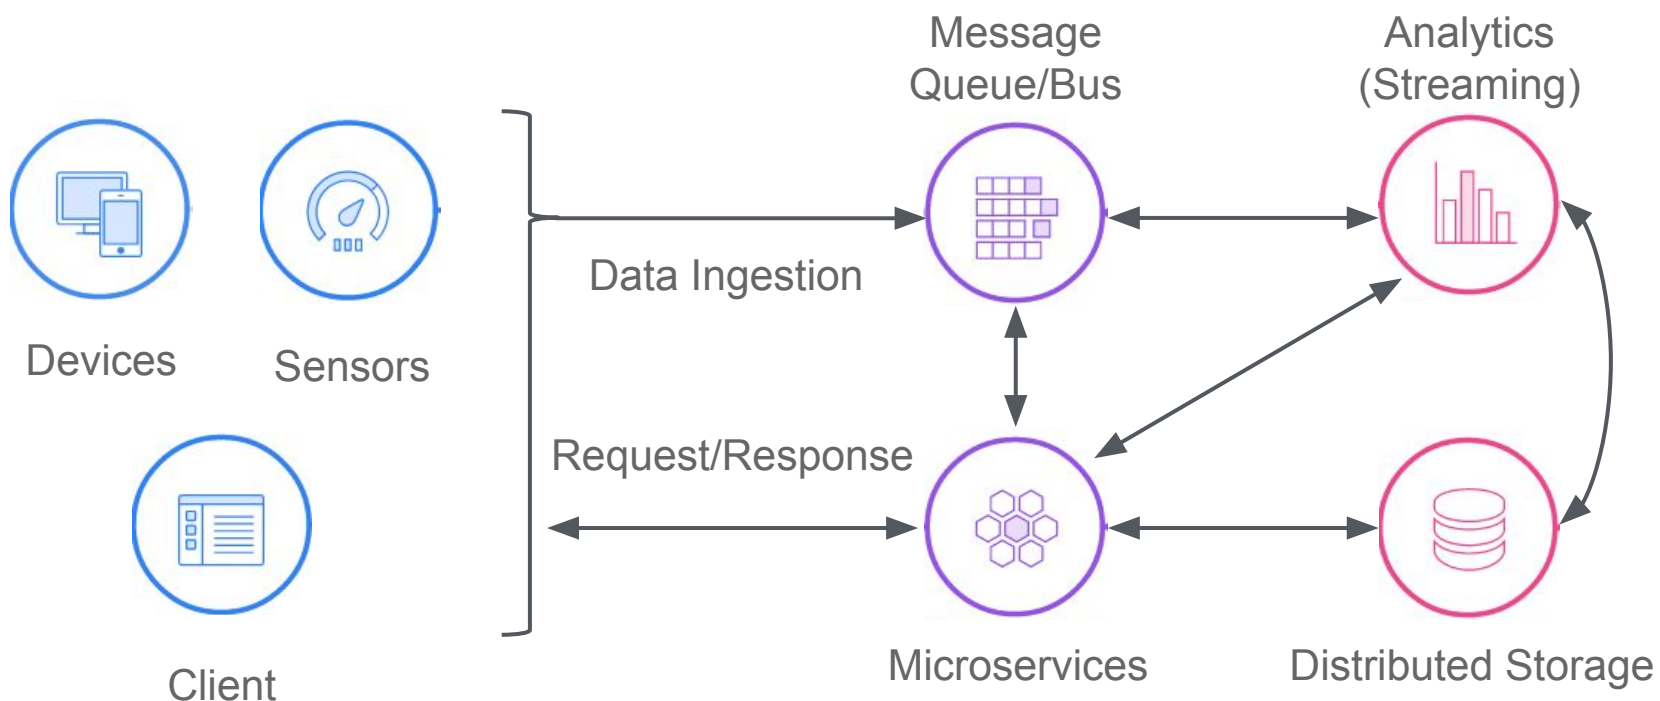 Message
Queue/Bus
Analytics
(Streaming)
Devices
Sensors
Data Ingestion
Request/Response
Client
Microservices
Distributed Storage